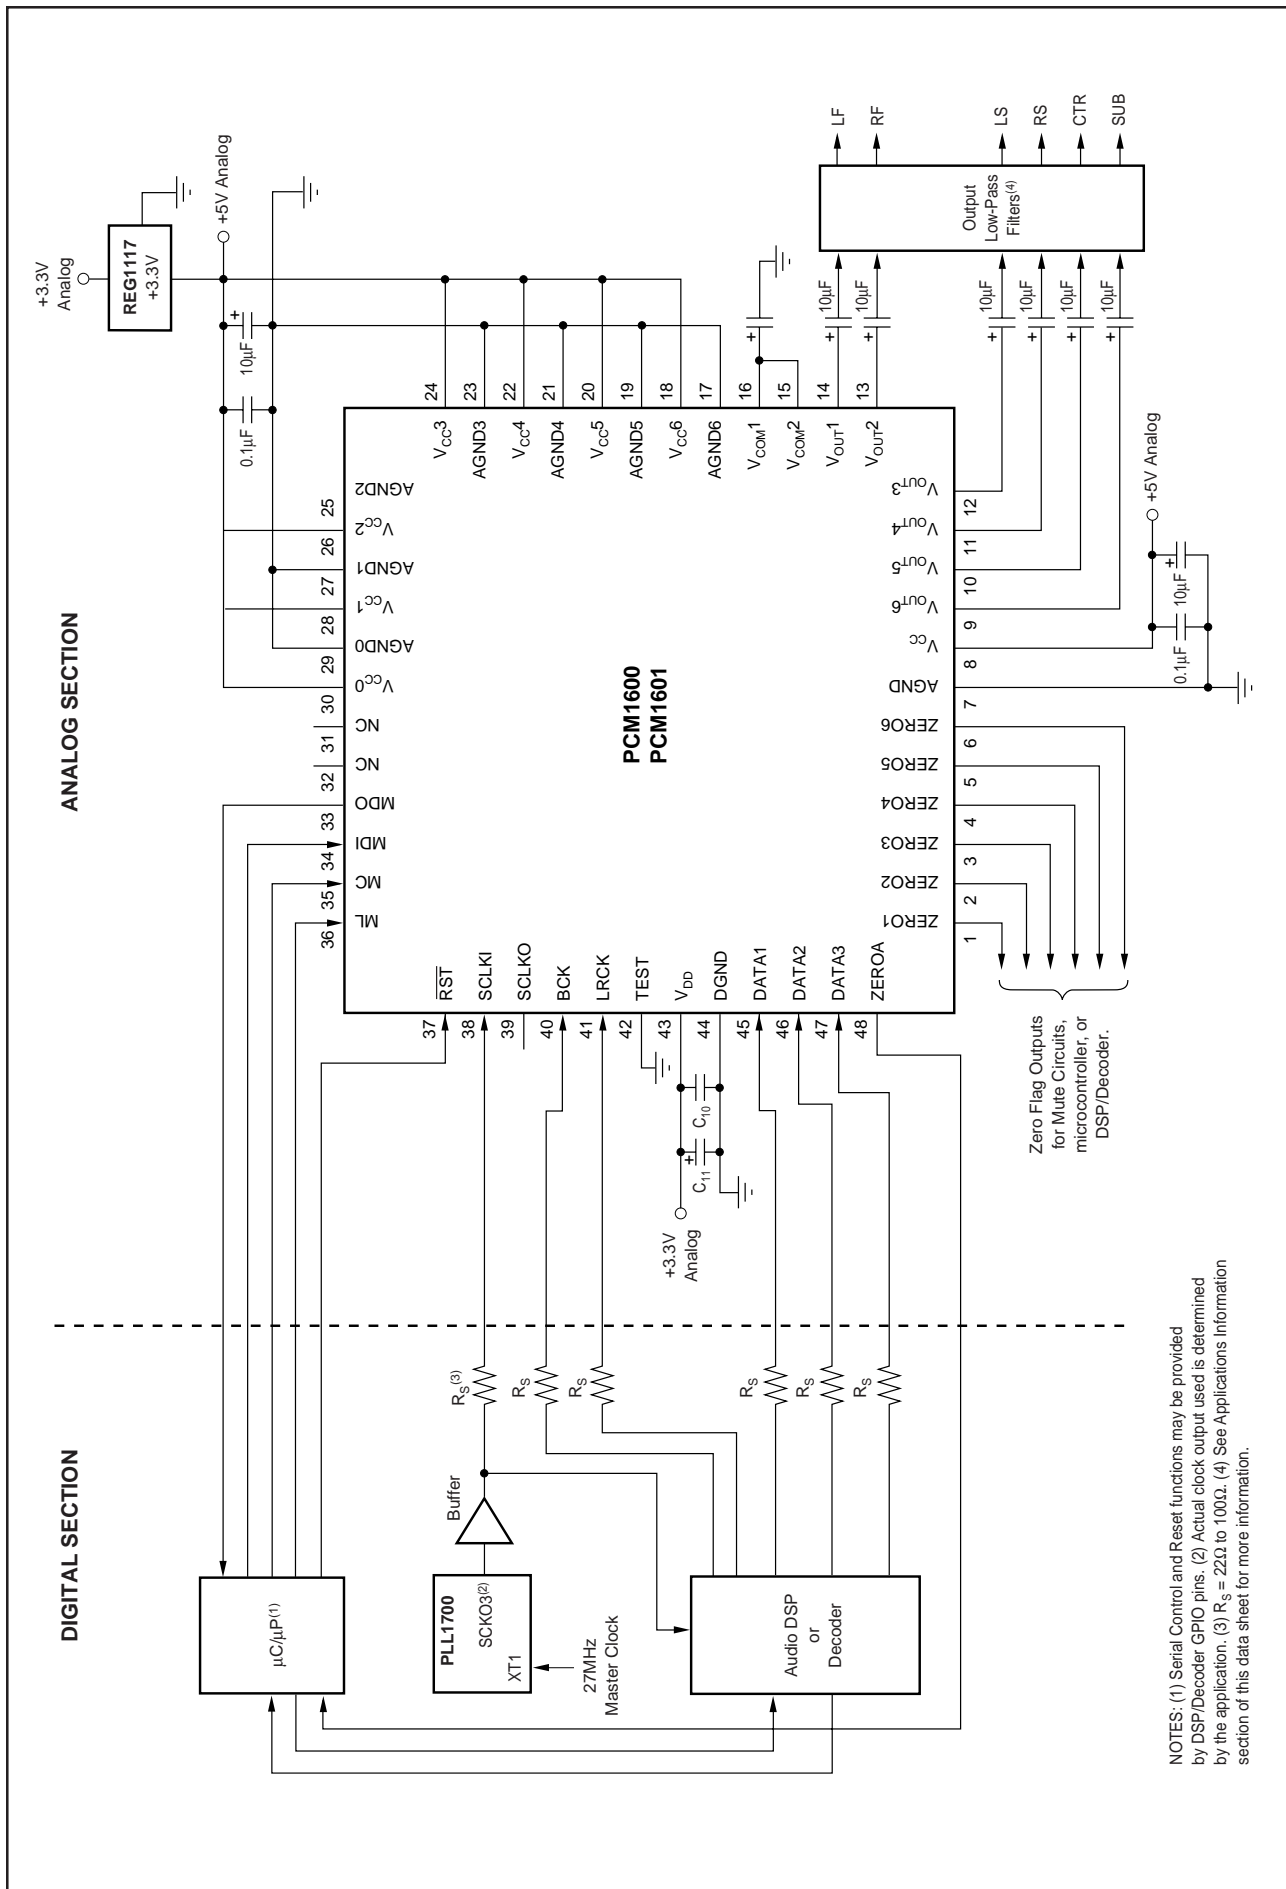 DIGITAL SECTION
ANALOG SECTION
μC/μP(1)
PLL1700
SCKO3(2)
XT1
27MHz
Master Clock
Buffer
Audio DSP
or
Decoder
RS(3)
RS
RS
RS
RS
RS
+3.3V
Analog
C11
+
C10
+3.3V
Analog
REG1117
+3.3V
+5V Analog
0.1μF
10μF
+
PCM1600
PCM1601
36
ML
35
MC
34
MDI
33
MDO
32
NC
31
NC
30
VCC0
29
AGND0
28
VCC1
27
AGND1
26
VCC2
25
AGND2
37
RST
38
SCLKI
39
SCLKO
40
BCK
41
LRCK
42
TEST
43
VDD
44
DGND
45
DATA1
46
DATA2
47
DATA3
48
ZEROA
24
VCC3
23
AGND3
22
VCC4
21
AGND4
20
VCC5
19
AGND5
18
VCC6
17
AGND6
16
VCOM1
15
VCOM2
14
VOUT1
13
VOUT2
ZERO1
1
ZERO2
2
ZERO3
3
ZERO4
4
ZERO5
5
ZERO6
6
AGND
7
VCC
8
VOUT6
9
VOUT5
10
VOUT4
11
VOUT3
12
+
+
10μF
+
10μF
+
10μF
+
10μF
+
10μF
+
10μF
Output
Low-Pass
Filters(4)
LF
RF
LS
RS
CTR
SUB
+5V Analog
0.1μF
10μF
+
Zero Flag Outputs
for Mute Circuits,
microcontroller, or
DSP/Decoder.
NOTES: (1) Serial Control and Reset functions may be provided
by DSP/Decoder GPIO pins. (2) Actual clock output used is determined
by the application. (3) RS = 22Ω to 100Ω. (4) See Applications Information
section of this data sheet for more information.